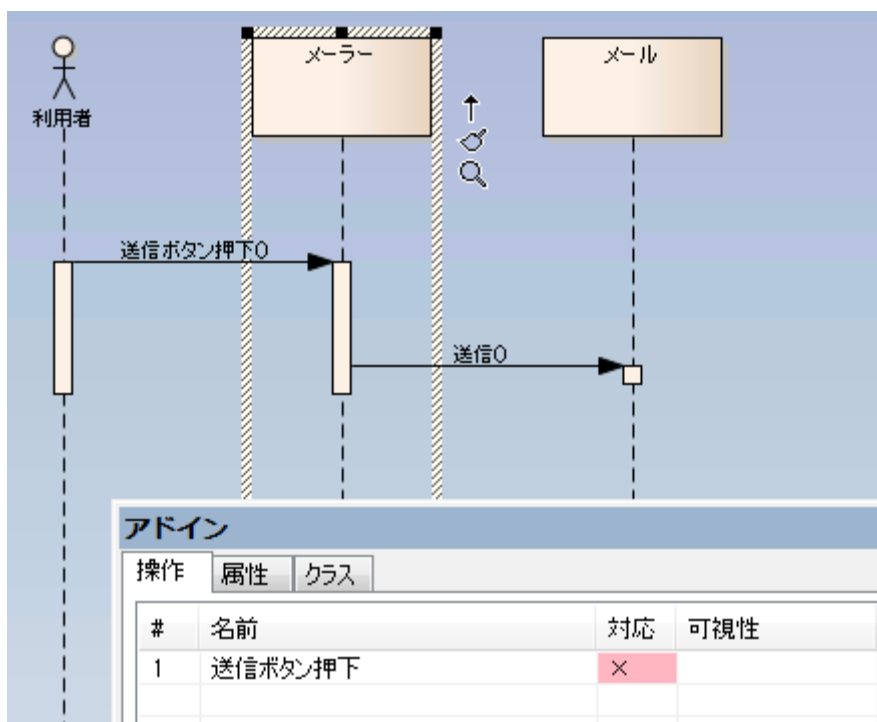 メーラー
メール
利用者
送信ボタン押下()
送信()
アドイン
操作
属性
クラス
#
名前
対応
可視性
1
送信ボタン押下
×